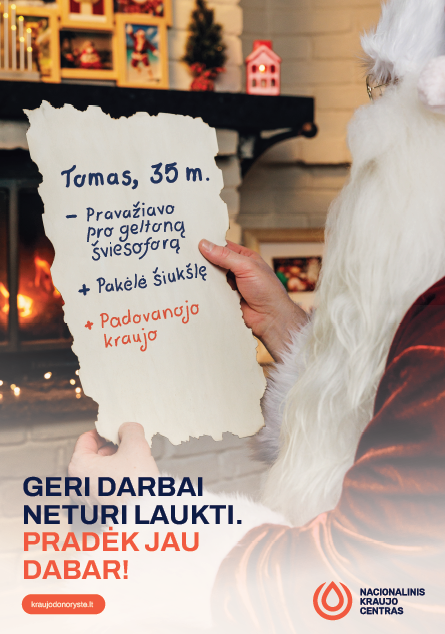 Tomas, 35 m.
– Pravažiavo
pro geltoną
šviesoforą
+ Pakėlė šiukšlę
+ Padovanojo
kraujo
GERI DARBAI
NETURI LAUKTI.
PRADĖK JAU
DABAR!
kraujodonoryste.lt
NACIONALINIS
KRAUJO
CENTRAS